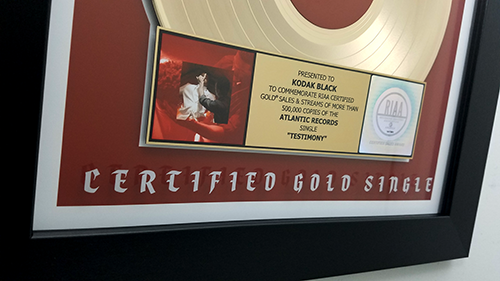 PRESENTED TO
KODAK BLACK
TO COMMEMORATE RIAA CERTIFIED
GOLD® SALES & STREAMS OF MORE THAN
500,000 COPIES OF THE
ATLANTIC RECORDS
SINGLE
"TESTIMONY"
RIAA
CERTIFIED GOLD SINGLE